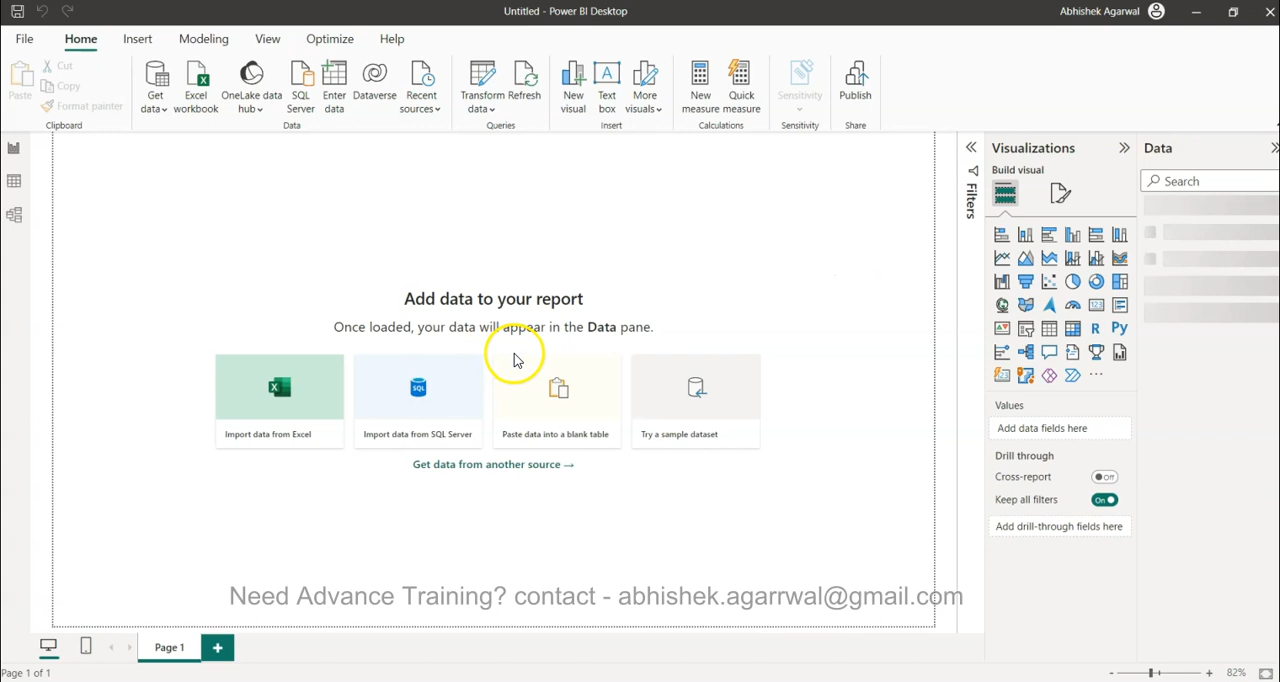 Untitled - Power BI Desktop
Abhishek Agarwal
File Home Insert Modeling View Optimize Help
Paste
Cut
Copy
Format painter
Clipboard
Get data
Excel workbook
OneLake data hub
SQL Server
Enter data
Dataverse
Recent sources
Data
Transform data
Refresh
Queries
New visual
Text box
More visuals
Insert
New measure
Quick measure
Calculations
Sensitivity
Sensitivity
Publish
Share
Filters
Visualizations
Build visual
R
Py
123
Values
Add data fields here
Drill through
Cross-report
Off
Keep all filters
On
Add drill-through fields here
Data
Search
Add data to your report
Once loaded, your data will appear in the Data pane.
SQL
Import data from Excel
Import data from SQL Server
Paste data into a blank table
Try a sample dataset
Get data from another source →
Need Advance Training? contact - abhishek.agarrwal@gmail.com
Page 1
Page 1 of 1
82%